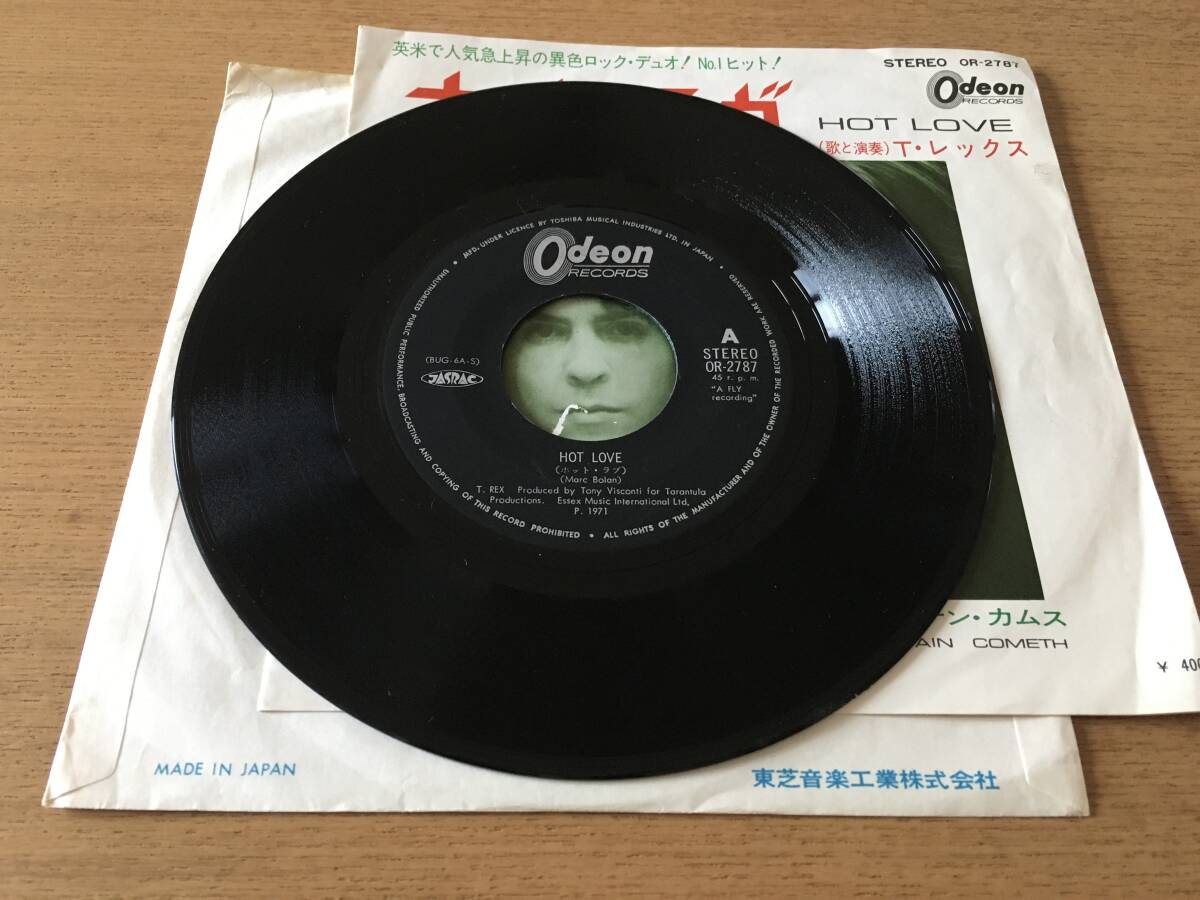 英米で人気急上昇の異色ロック・デュオ! No.1ヒット!
STEREO OR-2787
Odeon
RECORDS
HOT LOVE
(歌と演奏) T・レックス
MFD. UNDER LICENCE BY TOSHIBA MUSICAL INDUSTRIES LTD. IN JAPAN
Odeon
RECORDS
A
STEREO
OR-2787
45 r. p. m.
"A FLY
recording"
(BUG-6A-S)
JASRAC
HOT LOVE
(ホット・ラブ)
(Marc Bolan)
T. REX Produced by Tony Visconti for Tarantula
Productions. Essex Music International Ltd.
P. 1971
UNAUTHORIZED PUBLIC PERFORMANCE, BROADCASTING AND COPYING OF THIS RECORD PROHIBITED • ALL RIGHTS OF THE MANUFACTURER AND OF THE OWNER OF THE RECORDED WORK ARE RESERVED
ン・カムス
AIN COMETH
¥ 400
MADE IN JAPAN
東芝音楽工業株式会社